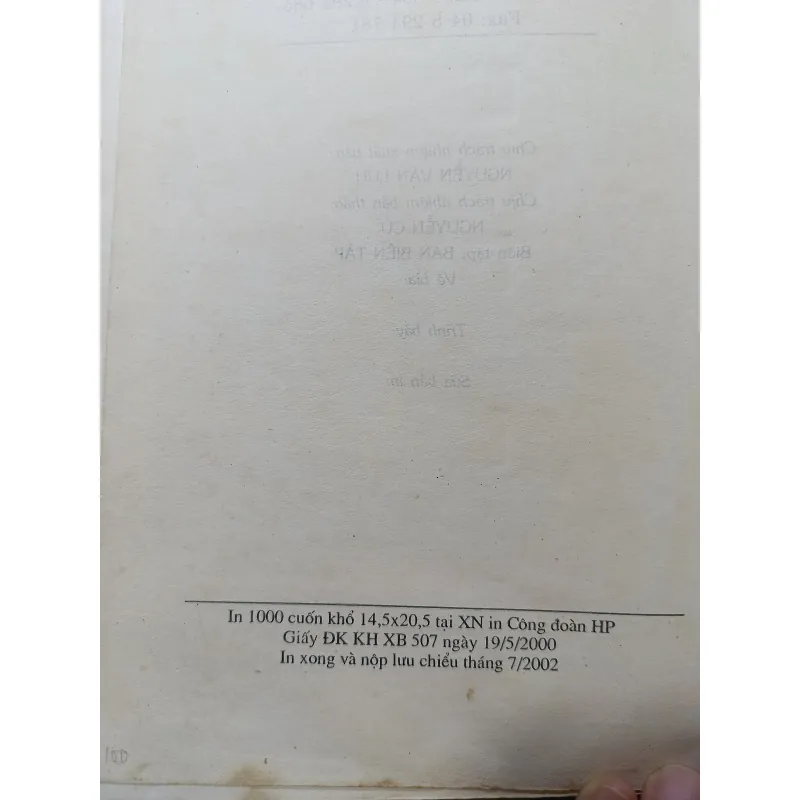 Fax: 04 8 291 781
Chịu trách nhiệm xuất bản:
NGUYỄN VĂN LƯU
Chịu trách nhiệm bản thảo:
NGUYỄN CỪ
Biên tập: BAN BIÊN TẬP
Vẽ bìa:
Trình bày:
Sửa bản in:
In 1000 cuốn khổ 14,5x20,5 tại XN in Công đoàn HP
Giấy ĐK KH XB 507 ngày 19/5/2000
In xong và nộp lưu chiểu tháng 7/2002